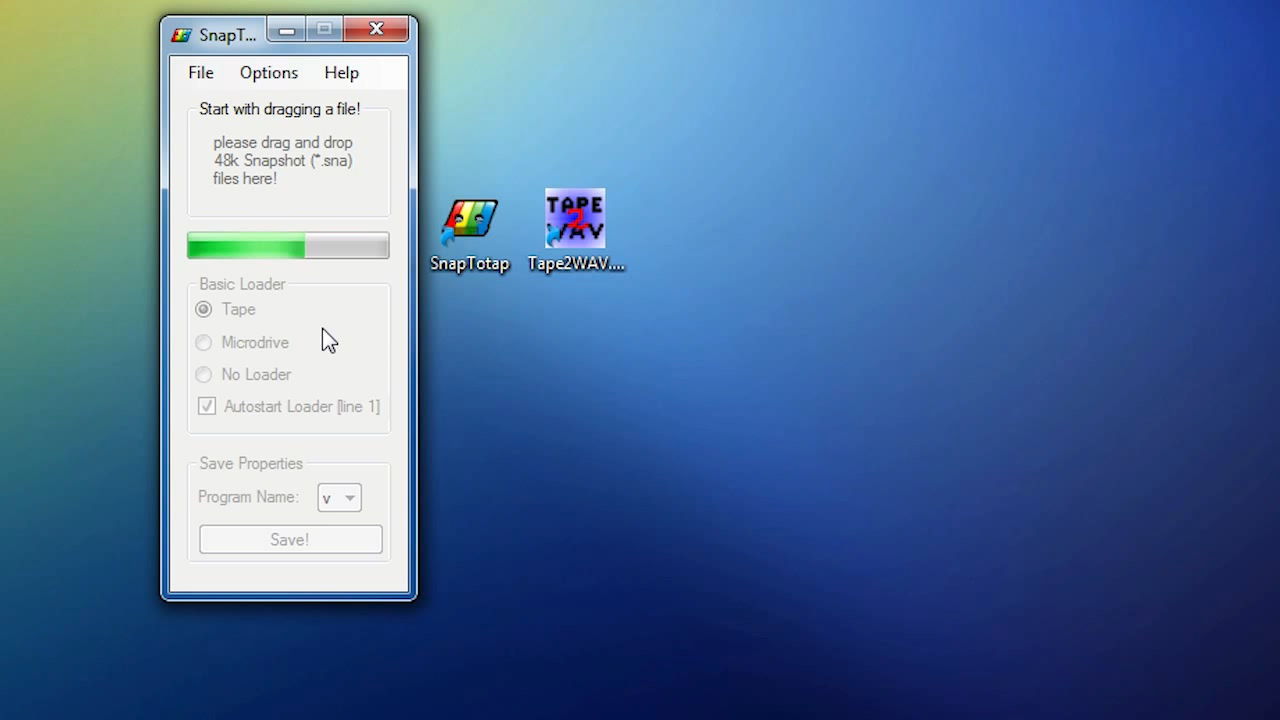 SnapT...
File Options Help
Start with dragging a file!
please drag and drop
48k Snapshot (*.sna)
files here!
TAPE
2
WAV
SnapTotap
Tape2WAV....
Basic Loader
Tape
Microdrive
No Loader
Autostart Loader [line 1]
Save Properties
Program Name: v
Save!